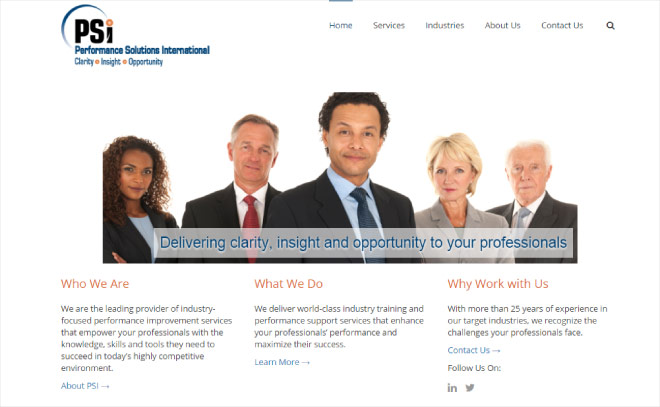 PSi
Performance Solutions International
Clarity • Insight • Opportunity
Home Services Industries About Us Contact Us
Delivering clarity, insight and opportunity to your professionals
Who We Are
We are the leading provider of industry-
focused performance improvement services
that empower your professionals with the
knowledge, skills and tools they need to
succeed in today's highly competitive
environment.
About PSI →
What We Do
We deliver world-class industry training and
performance support services that enhance
your professionals' performance and
maximize their success.
Learn More →
Why Work with Us
With more than 25 years of experience in
our target industries, we recognize the
challenges your professionals face.
Contact Us →
Follow Us On:
in